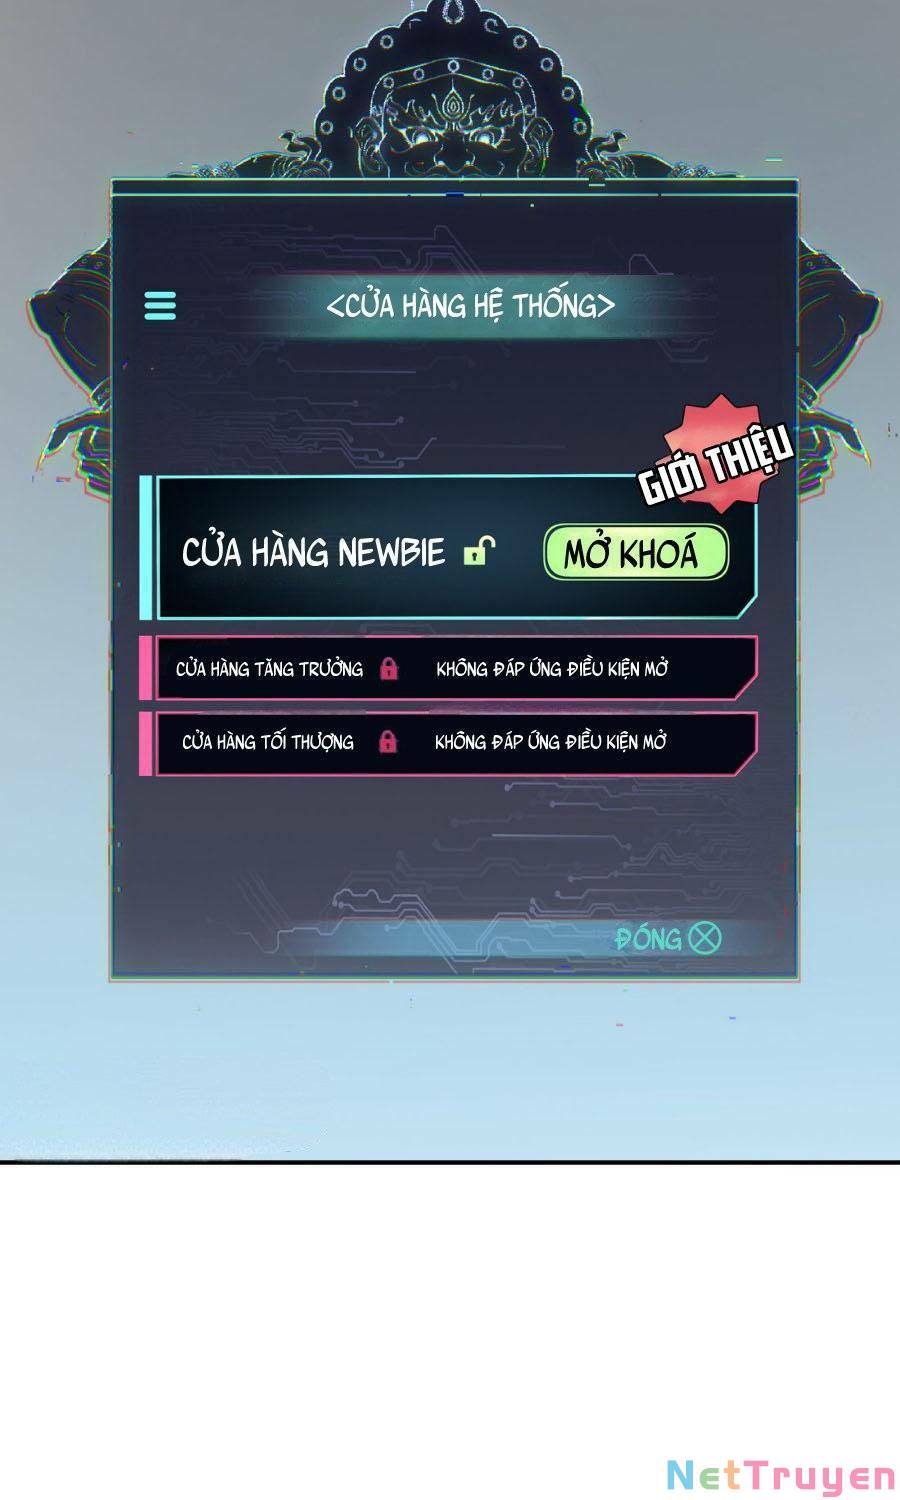 <CỬA HÀNG HỆ THỐNG>
GIỚI THIỆU
CỬA HÀNG NEWBIE MỞ KHOÁ
CỬA HÀNG TĂNG TRƯỞNG KHÔNG ĐÁP ỨNG ĐIỀU KIỆN MỞ
CỬA HÀNG TỐI THƯỢNG KHÔNG ĐÁP ỨNG ĐIỀU KIỆN MỞ
ĐÓNG
NetTruyen